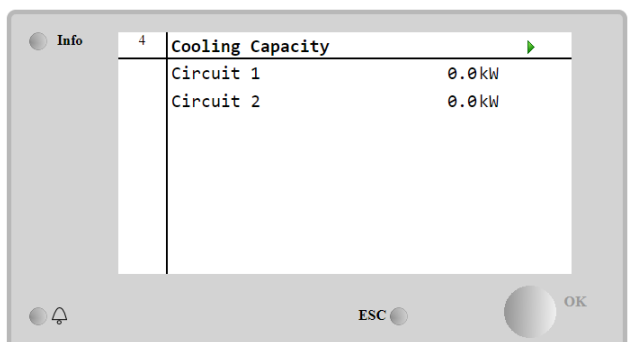 Info
4 Cooling Capacity
Circuit 1 0.0kW
Circuit 2 0.0kW
ESC
OK